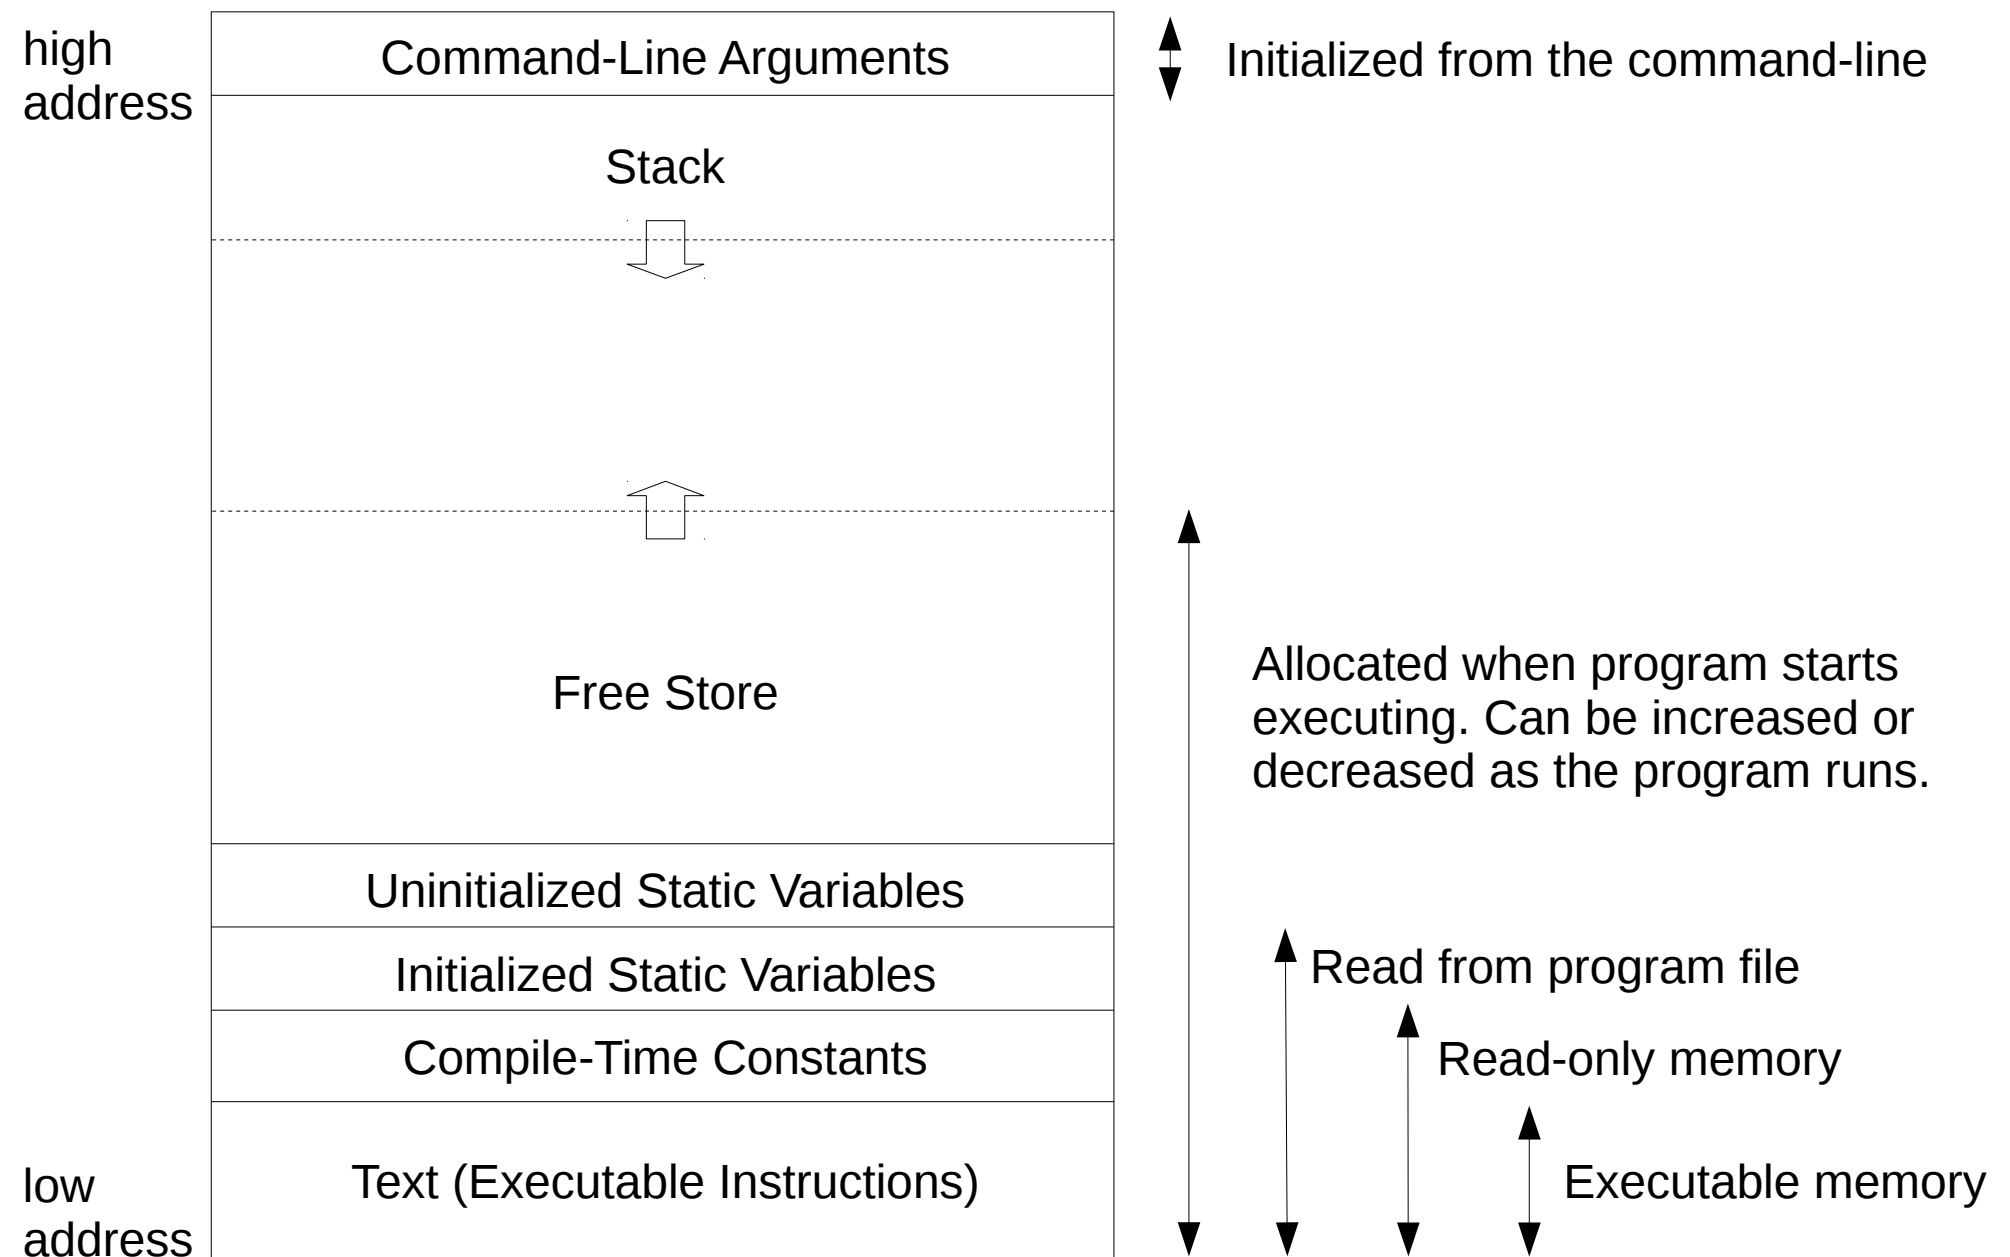 high
address
Command-Line Arguments
Initialized from the command-line
Stack
Free Store
Allocated when program starts
executing. Can be increased or
decreased as the program runs.
Uninitialized Static Variables
Initialized Static Variables
Read from program file
Compile-Time Constants
Read-only memory
Text (Executable Instructions)
Executable memory
low
address